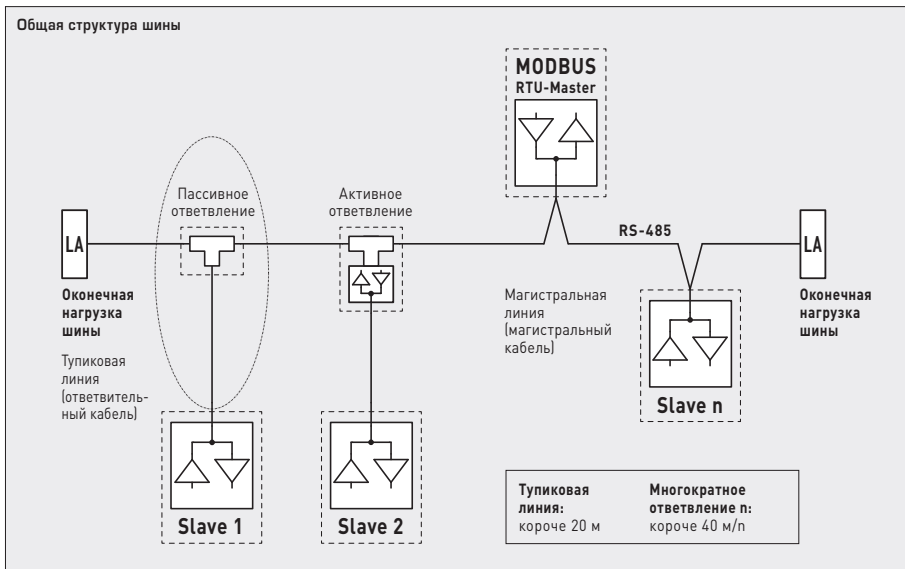 Общая структура шины
MODBUS
RTU-Master
Пассивное
ответвление
Активное
ответвление
LA
RS-485
LA
Оконечная
нагрузка
шины
Тупиковая
линия
(ответвитель-
ный кабель)
Магистральная
линия
(магистральный
кабель)
Оконечная
нагрузка
шины
Slave n
Slave 1
Slave 2
Тупиковая
линия:
короче 20 м
Многократное
ответвление n:
короче 40 м/n